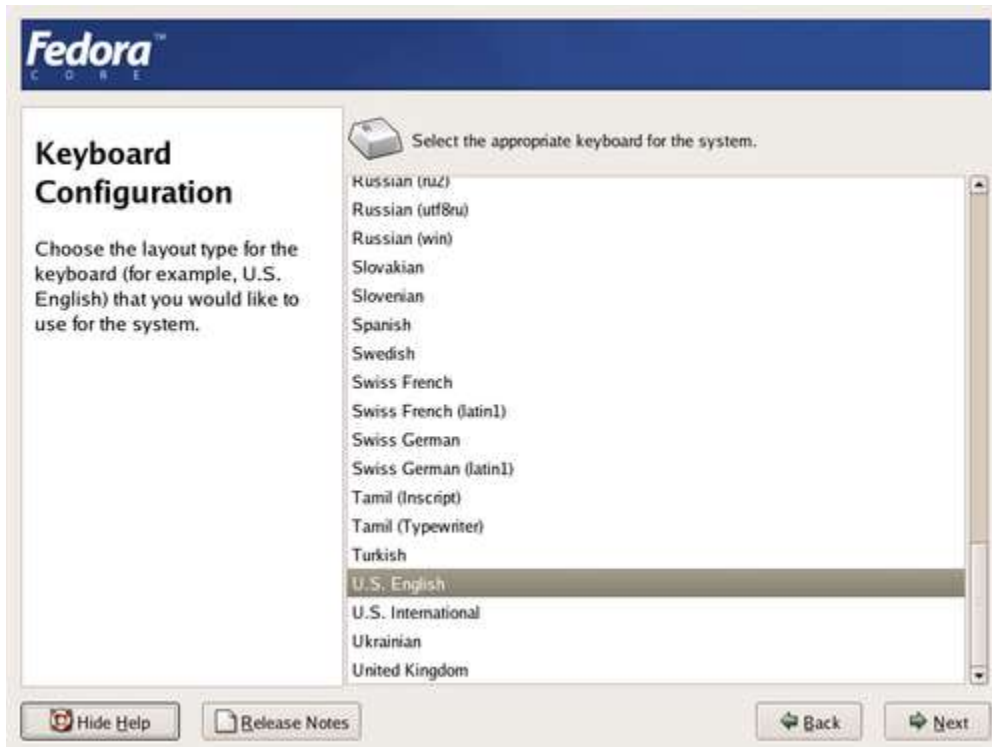 Fedora™
CORE
Keyboard
Configuration
Choose the layout type for the
keyboard (for example, U.S.
English) that you would like to
use for the system.
Select the appropriate keyboard for the system.
Russian (ru2)
Russian (utf8ru)
Russian (win)
Slovakian
Slovenian
Spanish
Swedish
Swiss French
Swiss French (latin1)
Swiss German
Swiss German (latin1)
Tamil (Inscript)
Tamil (Typewriter)
Turkish
U.S. English
U.S. International
Ukrainian
United Kingdom
Hide Help
Release Notes
Back
Next